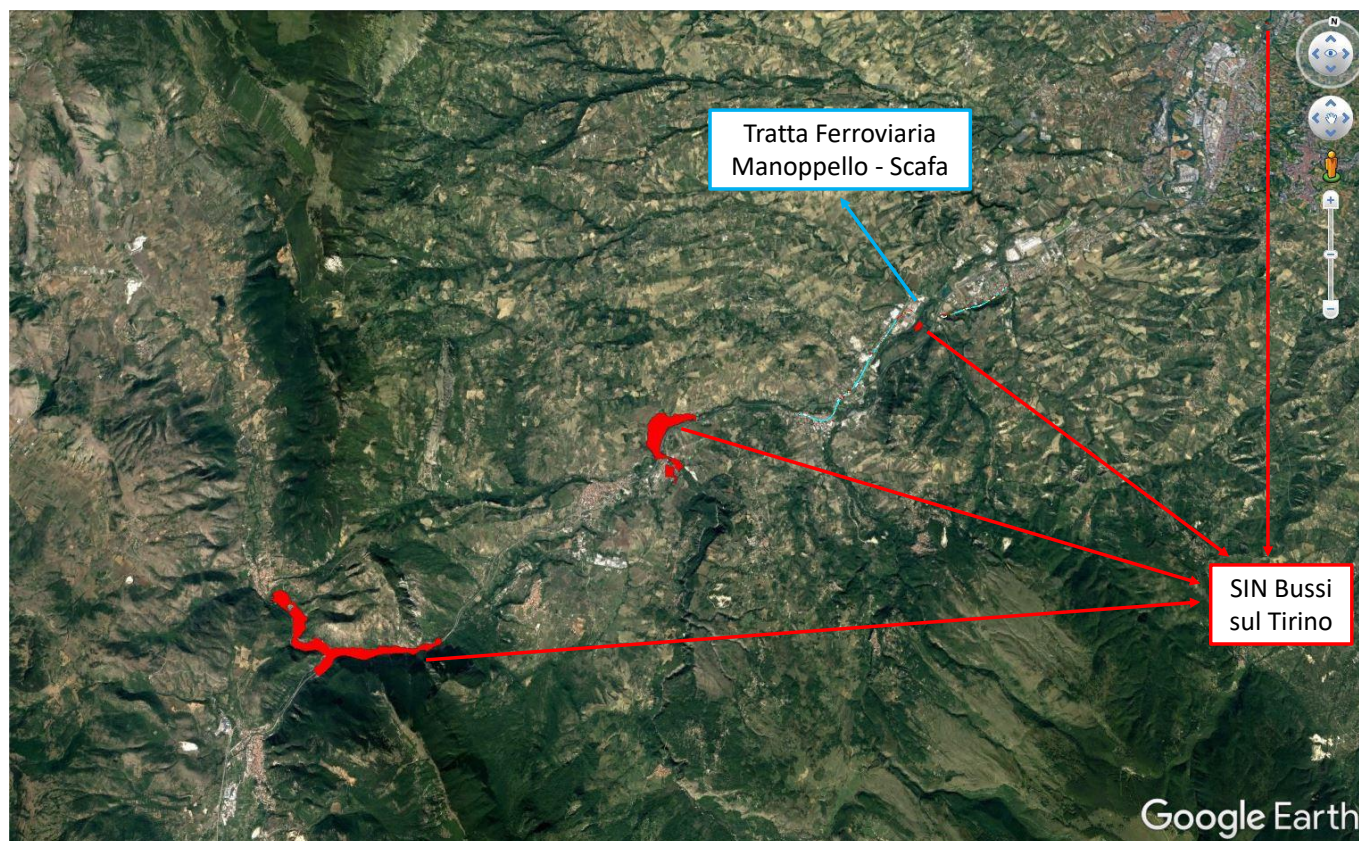 N
Tratta Ferroviaria
Manoppello - Scafa
SIN Bussi
sul Tirino
Google Earth